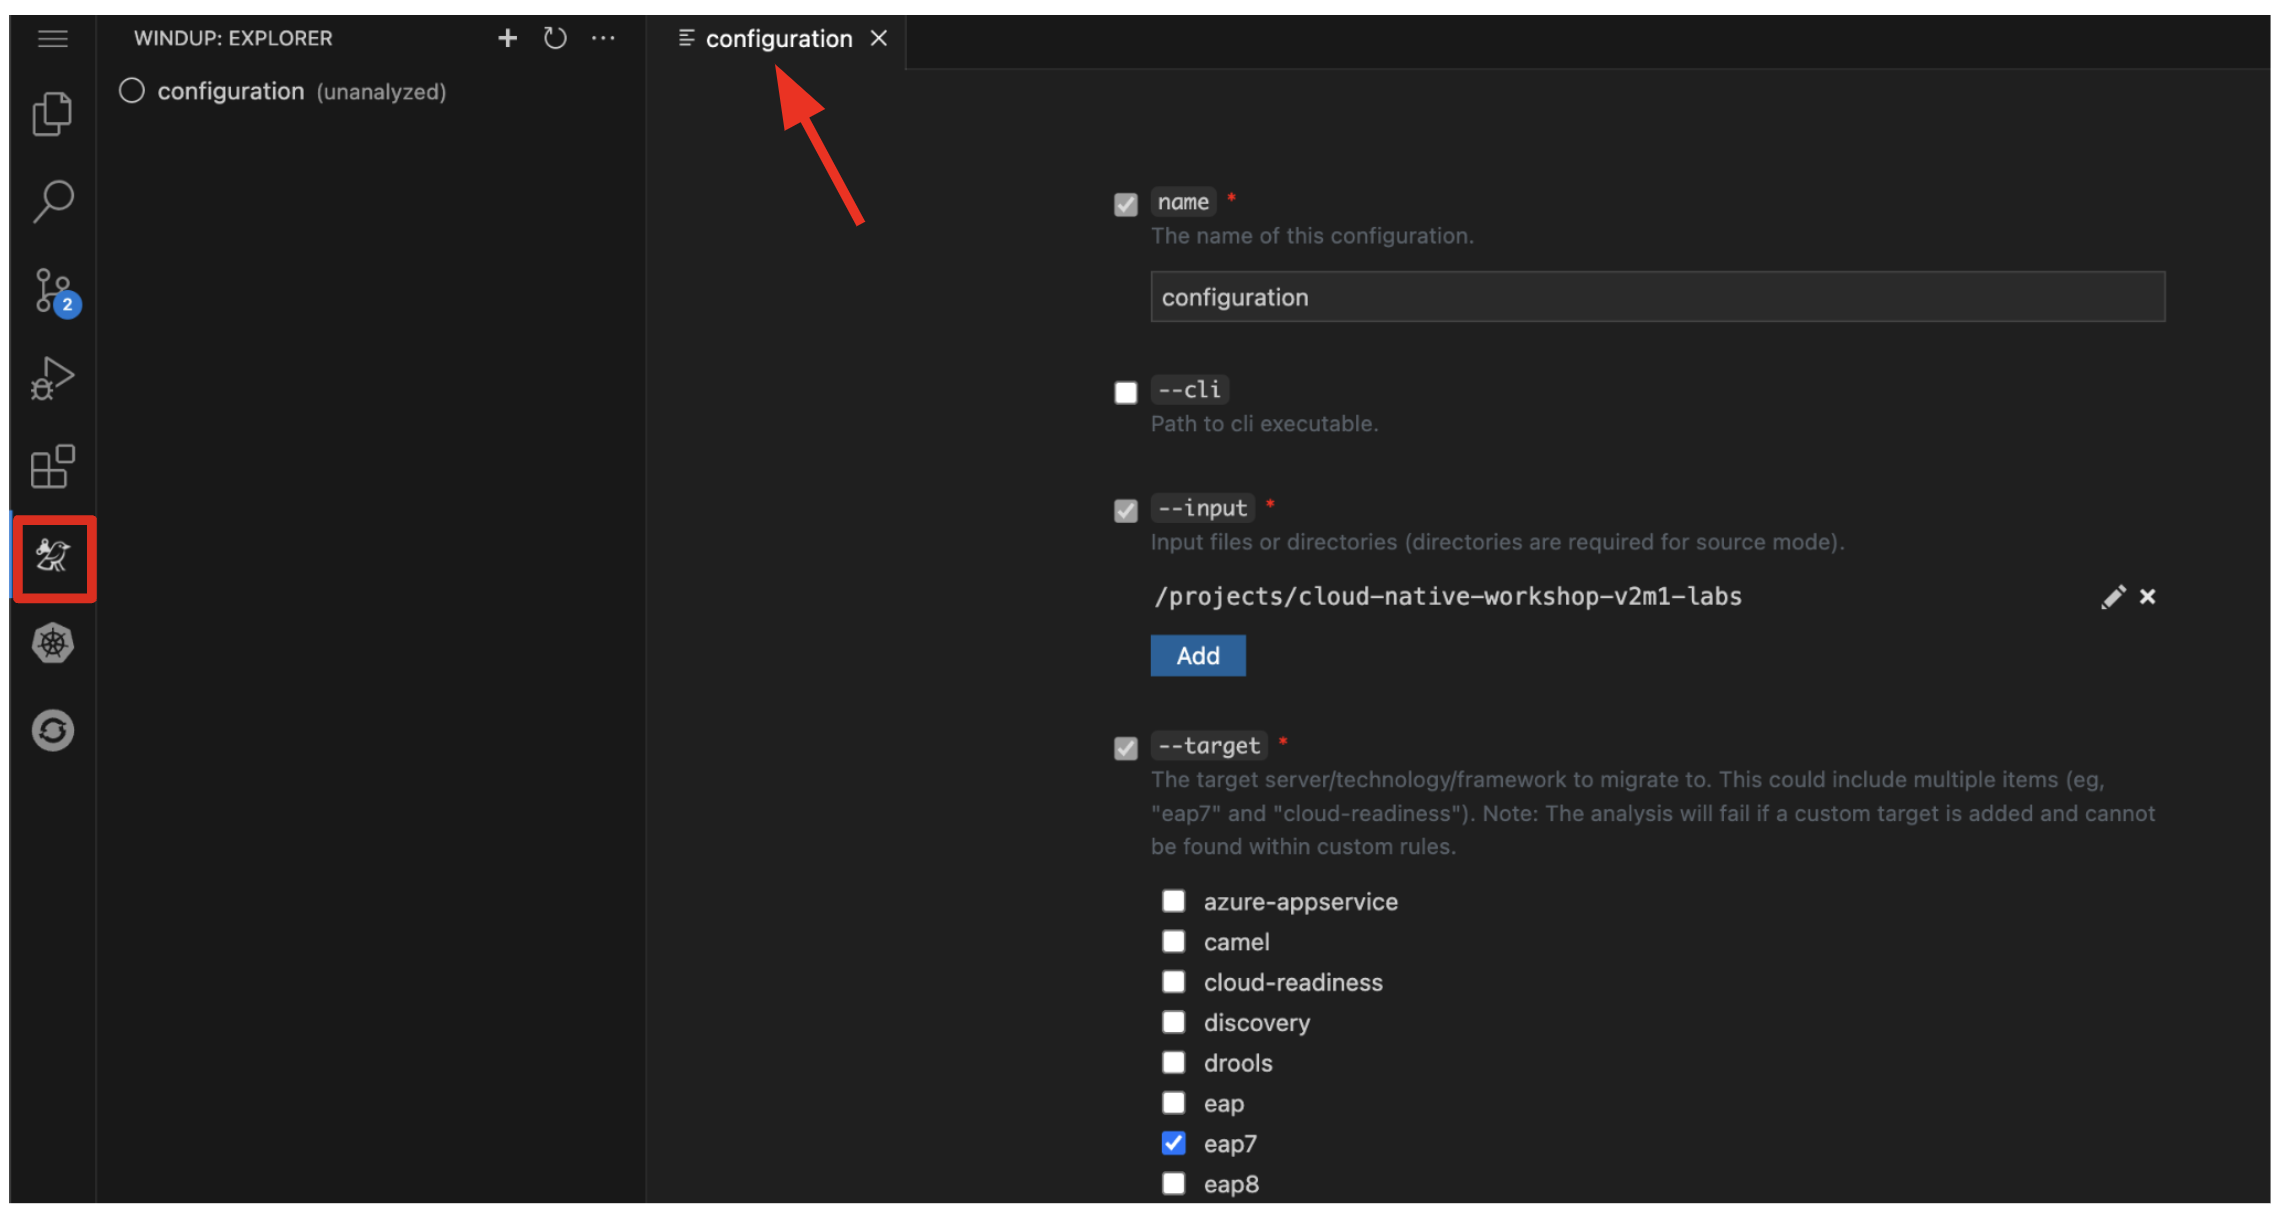 WINDUP: EXPLORER
configuration (unanalyzed)
2
configuration
name *
The name of this configuration.
configuration
--cli
Path to cli executable.
--input *
Input files or directories (directories are required for source mode).
/projects/cloud-native-workshop-v2m1-labs
Add
--target *
The target server/technology/framework to migrate to. This could include multiple items (eg,
"eap7" and "cloud-readiness"). Note: The analysis will fail if a custom target is added and cannot
be found within custom rules.
azure-appservice
camel
cloud-readiness
discovery
drools
eap
eap7
eap8